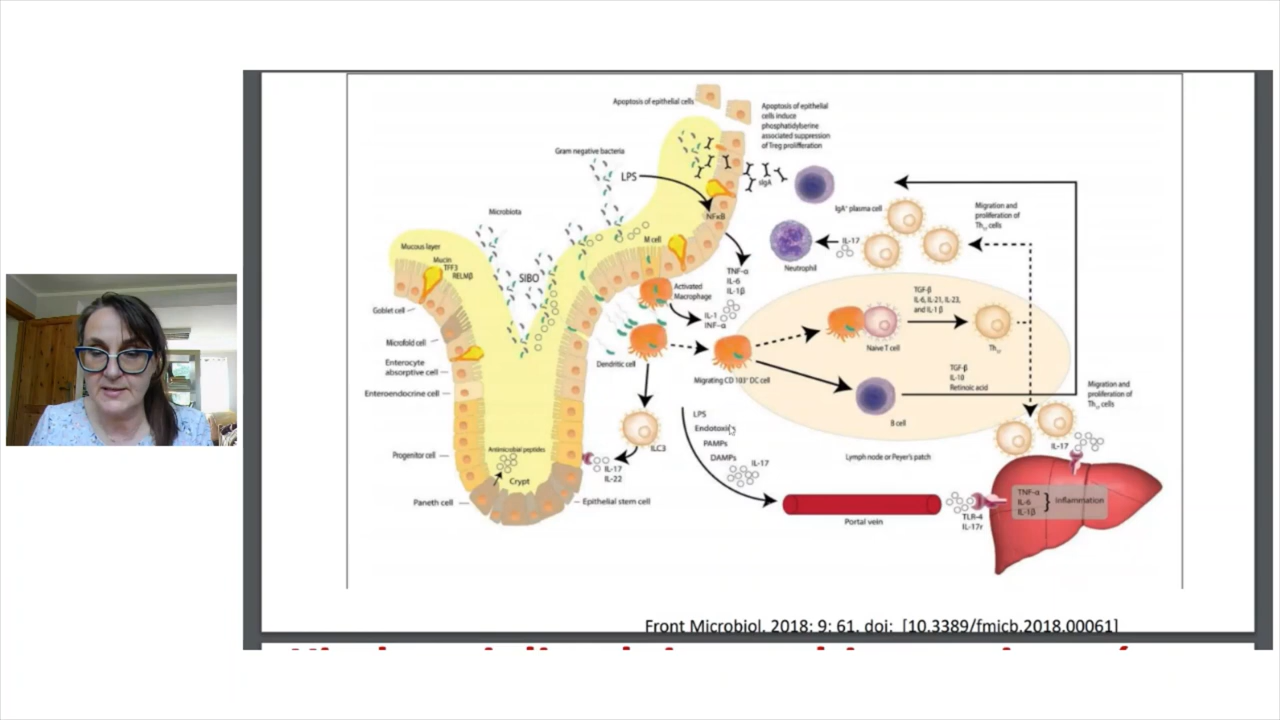 Apoptosis of epithelial cells
Apoptosis of epithelial
cells induce
phosphatidylserine
associated suppression
of Treg proliferation
Gram negative bacteria
LPS
sIgA
NFκB
IgA⁺ plasma cell
Migration and
proliferation of
Th₁₇ cells
Microbiota
M cell
IL-17
Neutrophil
Mucous layer
Mucin
TFF3
RELMβ
SIBO
TNF-α
IL-6
IL-1β
Activated
Macrophage
TGF-β
IL-6, IL-21, IL-23,
and IL-1 β
Goblet cell
IL-1
INF-α
Microfold cell
Naive T cell
Th₁₇
Enterocyte
absorptive cell
Dendritic cell
Migrating CD 103⁺ DC cell
TGF-β
IL-10
Retinoic acid
Enteroendocrine cell
Migration and
proliferation of
Th₁₇ cells
LPS
Endotoxin
PAMPs
DAMPs
B cell
ILC3
IL-17
Progenitor cell
Antimicrobial peptides
IL-17
IL-22
IL-17
Lymph node or Peyer's patch
Crypt
Paneth cell
Epithelial stem cell
Portal vein
TLR-4
IL-17r
TNF-α
IL-6
IL-1β
Inflammation
Front Microbiol. 2018; 9: 61. doi: [10.3389/fmicb.2018.00061]